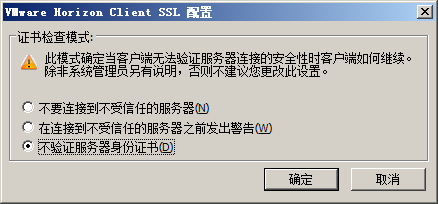 VMware Horizon Client SSL 配置
证书检查模式:
此模式确定当客户端无法验证服务器连接的安全性时客户端如何继续。
除非系统管理员另有说明，否则不建议您更改此设置。
不要连接到不受信任的服务器(N)
在连接到不受信任的服务器之前发出警告(W)
不验证服务器身份证书(D)
确定
取消